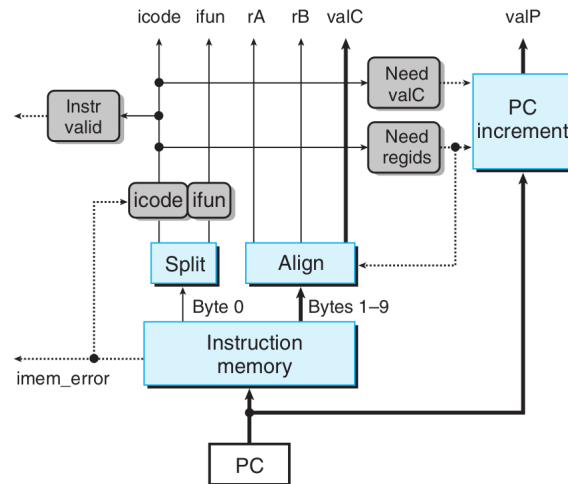 icode ifun rA rB valC valP
Need
valC
PC
increment
Instr
valid
Need
regids
icode ifun
Split
Align
Byte 0
Bytes 1–9
Instruction
memory
imem_error
PC